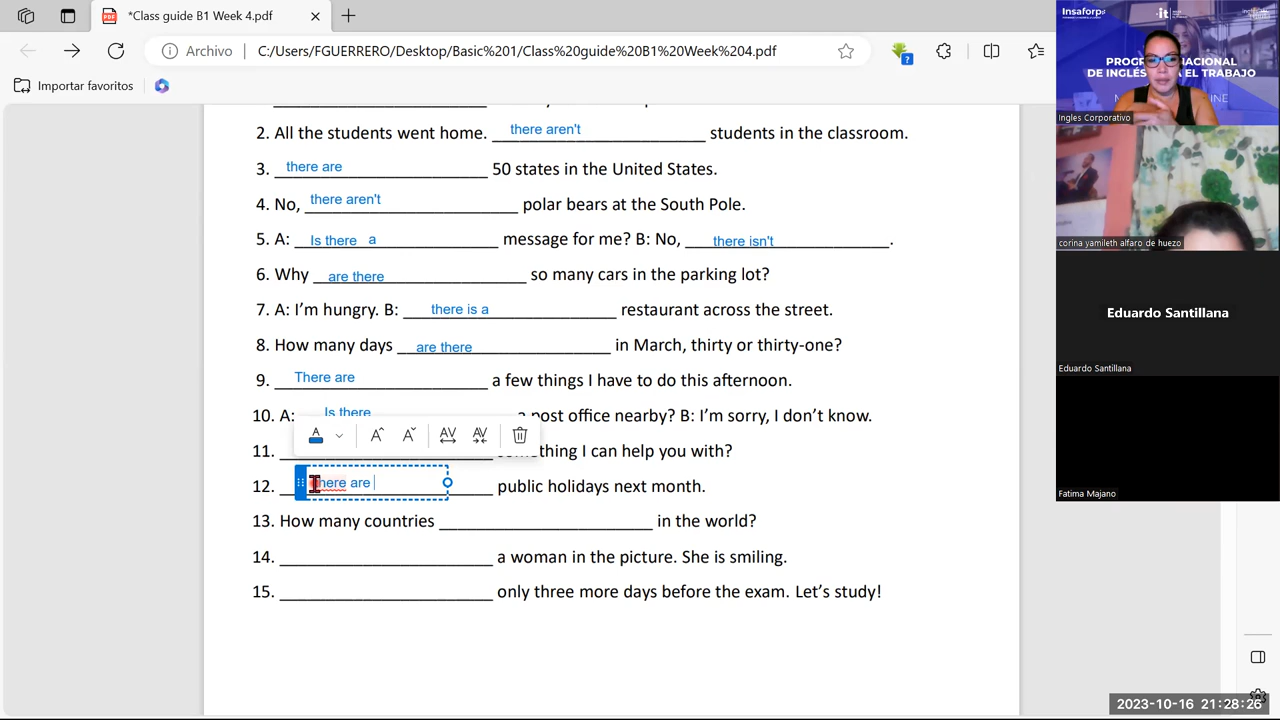 *Class guide B1 Week 4.pdf
Archivo C:/Users/FGUERRERO/Desktop/Basic%201/Class%20guide%20B1%20Week%204.pdf
Importar favoritos
2. All the students went home. there aren't students in the classroom.
3. there are 50 states in the United States.
4. No, there aren't polar bears at the South Pole.
5. A: Is there a message for me? B: No, there isn't.
6. Why are there so many cars in the parking lot?
7. A: I'm hungry. B: there is a restaurant across the street.
8. How many days are there in March, thirty or thirty-one?
9. There are a few things I have to do this afternoon.
10. A: Is there a post office nearby? B: I'm sorry, I don't know.
11. something I can help you with?
12. there are public holidays next month.
13. How many countries in the world?
14. a woman in the picture. She is smiling.
15. only three more days before the exam. Let's study!
Insaforp
Ingles Corporativo
corina yamileth alfaro de huezo
Eduardo Santillana
Eduardo Santillana
Fatima Majano
2023-10-16 21:28:26